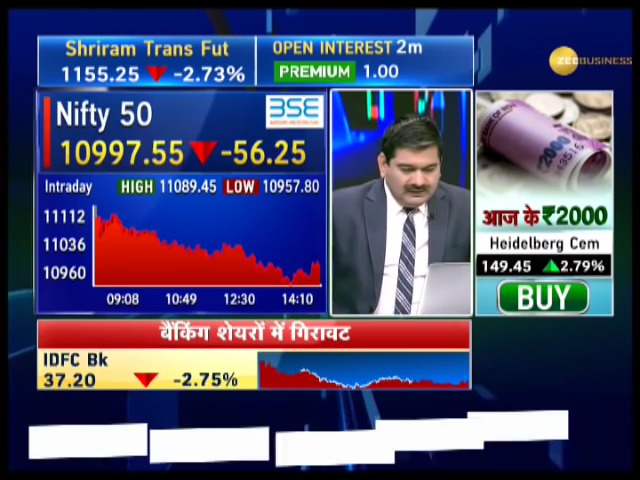 Shriram Trans Fut
1155.25 -2.73%
OPEN INTEREST 2m
PREMIUM 1.00
ZEEBUSINESS
Nifty 50
BSE
10997.55 -56.25
Intraday HIGH 11089.45 LOW 10957.80
11112
11036
10960
09:08 10:49 12:30 14:10
₹2000
आज के ₹2000
Heidelberg Cem
149.45 2.79%
BUY
बैंकिंग शेयरों में गिरावट
IDFC Bk
37.20 -2.75%